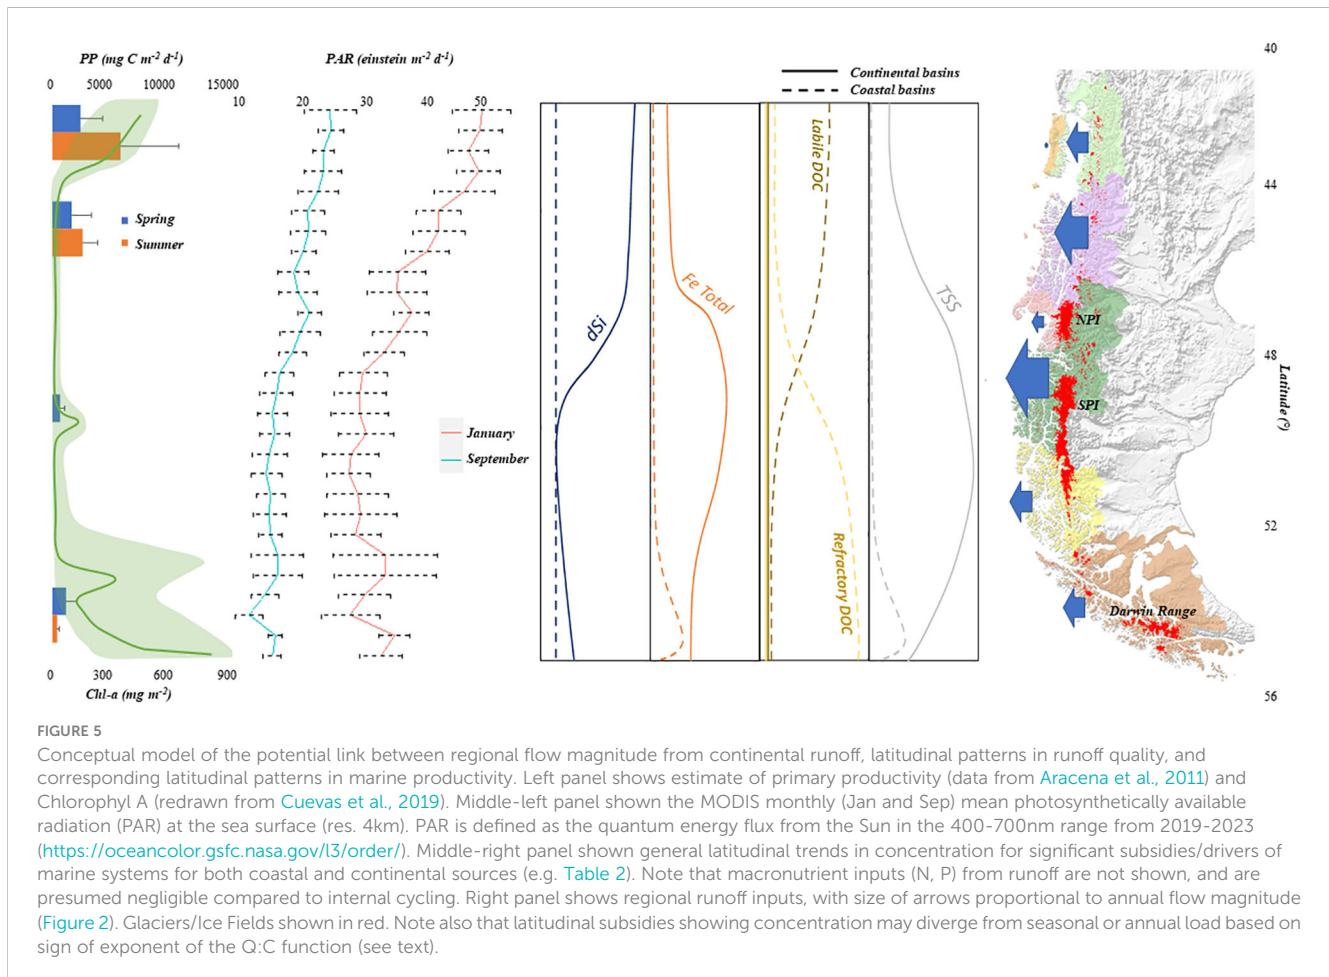 PP (mg C m⁻² d⁻¹)
0 5000 10000 15000
PAR (einstein m⁻² d⁻¹)
10 20 30 40 50
Continental basins
Coastal basins
40
44
48
52
56
Latitude (°)
Spring
Summer
January
September
dSi
Fe Total
Labile DOC
Refractory DOC
TSS
NPI
SPI
Darwin Range
0 300 600 900
Chl-a (mg m⁻²)
FIGURE 5
Conceptual model of the potential link between regional flow magnitude from continental runoff, latitudinal patterns in runoff quality, and
corresponding latitudinal patterns in marine productivity. Left panel shows estimate of primary productivity (data from Aracena et al., 2011) and
Chlorophyll A (redrawn from Cuevas et al., 2019). Middle-left panel shown the MODIS monthly (Jan and Sep) mean photosynthetically available
radiation (PAR) at the sea surface (res. 4km). PAR is defined as the quantum energy flux from the Sun in the 400-700nm range from 2019-2023
(https://oceancolor.gsfc.nasa.gov/l3/order/). Middle-right panel shown general latitudinal trends in concentration for significant subsidies/drivers of
marine systems for both coastal and continental sources (e.g. Table 2). Note that macronutrient inputs (N, P) from runoff are not shown, and are
presumed negligible compared to internal cycling. Right panel shows regional runoff inputs, with size of arrows proportional to annual flow magnitude
(Figure 2). Glaciers/Ice Fields shown in red. Note also that latitudinal subsidies showing concentration may diverge from seasonal or annual load based on
sign of exponent of the Q:C function (see text).